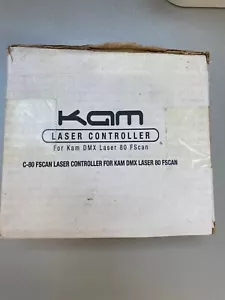 Kam
LASER CONTROLLER
For Kam DMX Laser 80 FScan
C-80 FSCAN LASER CONTROLLER FOR KAM DMX LASER 80 FSCAN